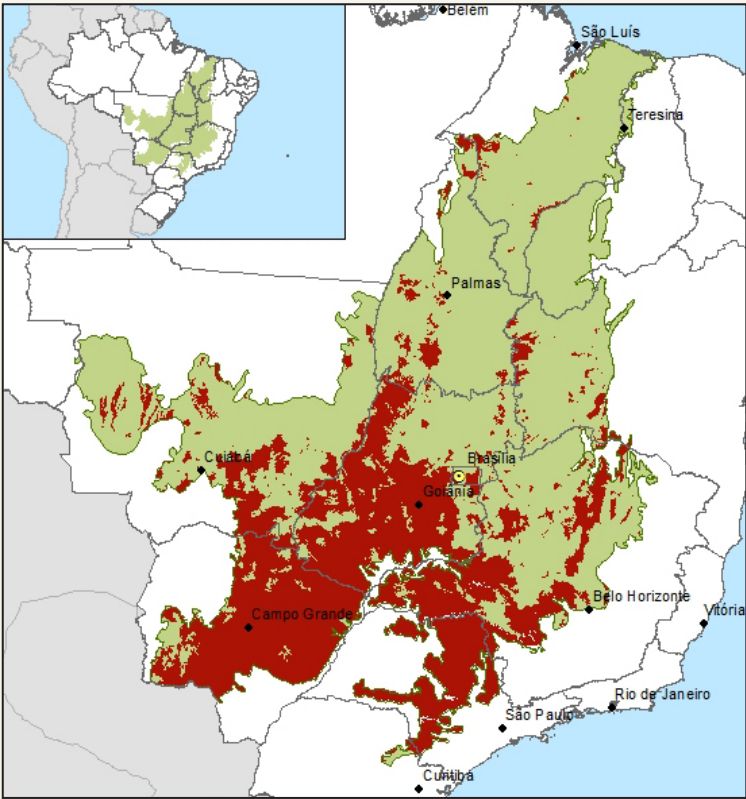 Belém
São Luís
Teresina
Palmas
Cuiabá
Brasília
Goiânia
Campo Grande
Belo Horizonte
Vitória
Rio de Janeiro
São Paulo
Curitiba